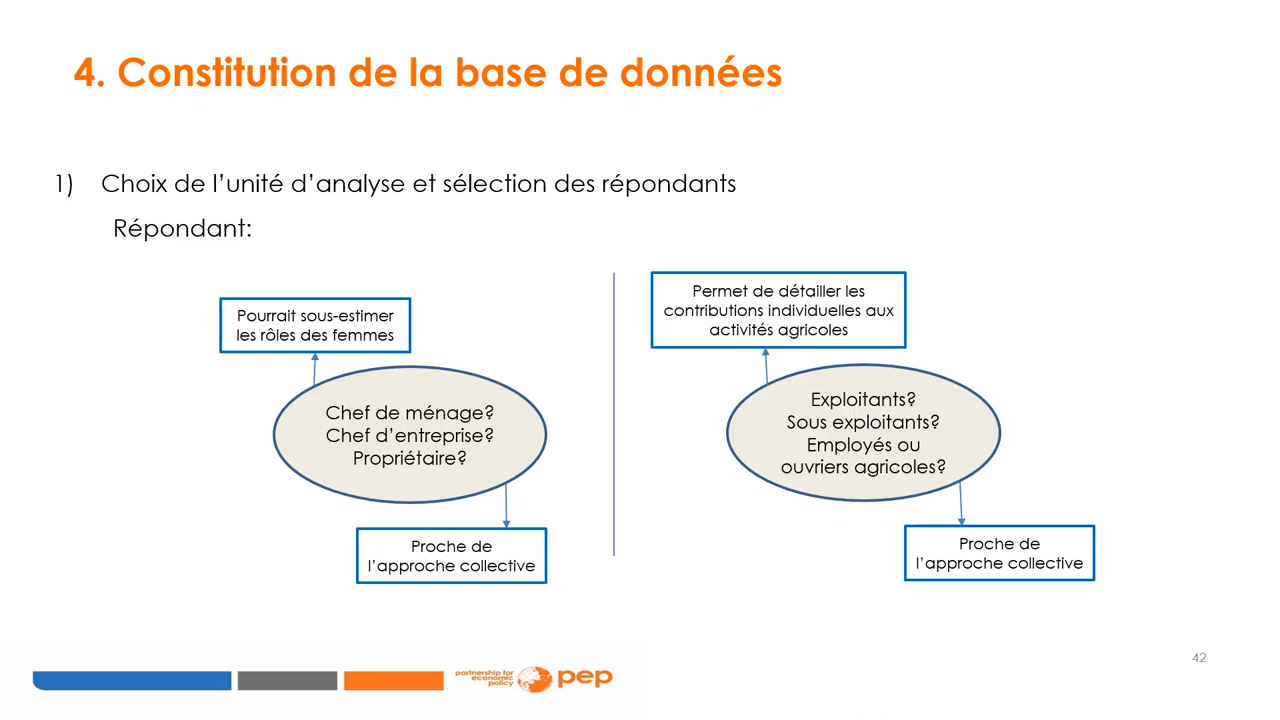 4. Constitution de la base de données
1) Choix de l’unité d’analyse et sélection des répondants
Répondant:
Pourrait sous-estimer
les rôles des femmes
Chef de ménage?
Chef d’entreprise?
Propriétaire?
Proche de
l’approche collective
Permet de détailler les
contributions individuelles aux
activités agricoles
Exploitants?
Sous exploitants?
Employés ou
ouvriers agricoles?
Proche de
l’approche collective
partnership for
economic
policy
pep
42